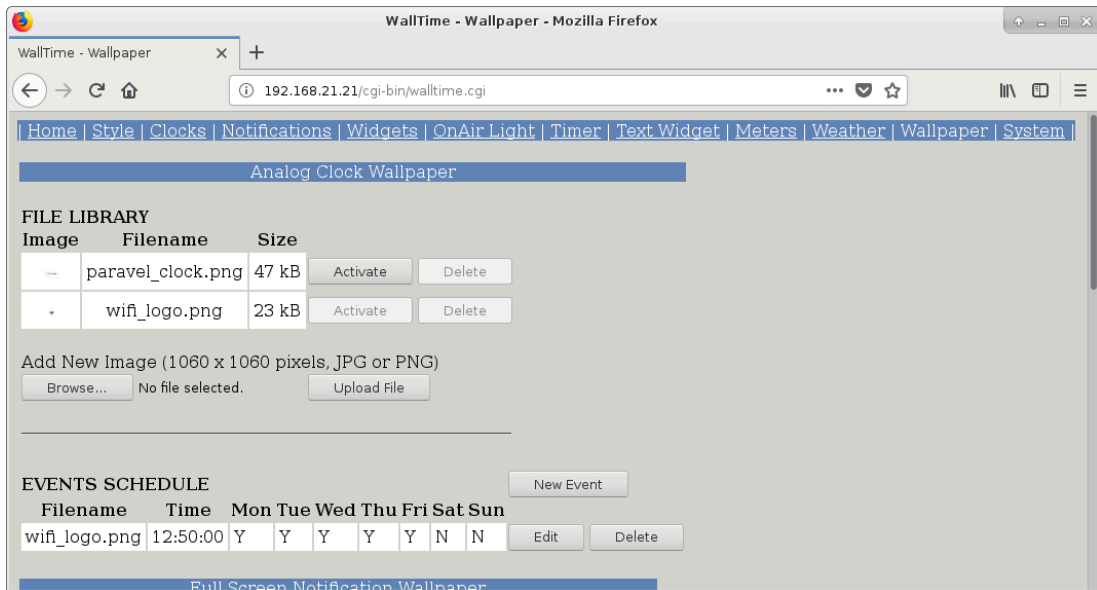 WallTime - Wallpaper - Mozilla Firefox
WallTime - Wallpaper
192.168.21.21/cgi-bin/walltime.cgi
| Home | Style | Clocks | Notifications | Widgets | OnAir Light | Timer | Text Widget | Meters | Weather | Wallpaper | System |
Analog Clock Wallpaper
FILE LIBRARY
Image Filename Size
paravel_clock.png 47 kB Activate Delete
wifi_logo.png 23 kB Activate Delete
Add New Image (1060 x 1060 pixels, JPG or PNG)
Browse... No file selected. Upload File
EVENTS SCHEDULE New Event
Filename Time Mon Tue Wed Thu Fri Sat Sun
wifi_logo.png 12:50:00 Y Y Y Y Y N N Edit Delete
Full Screen Notification Wallpaper